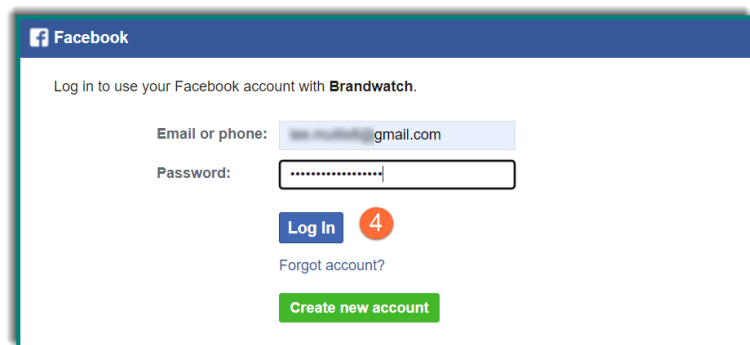 Facebook
Log in to use your Facebook account with Brandwatch.
Email or phone: gmail.com
Password: ••••••••••••••••••
Log In 4
Forgot account?
Create new account